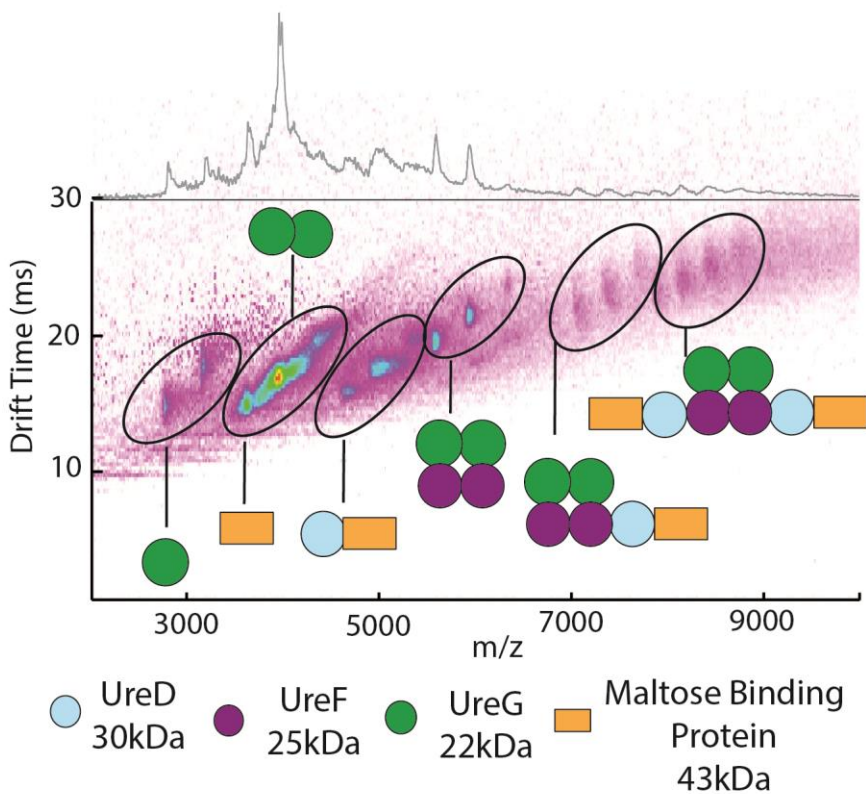 30
20
10
Drift Time (ms)
3000
5000
7000
9000
m/z
UreD
30kDa
UreF
25kDa
UreG
22kDa
Maltose Binding
Protein
43kDa